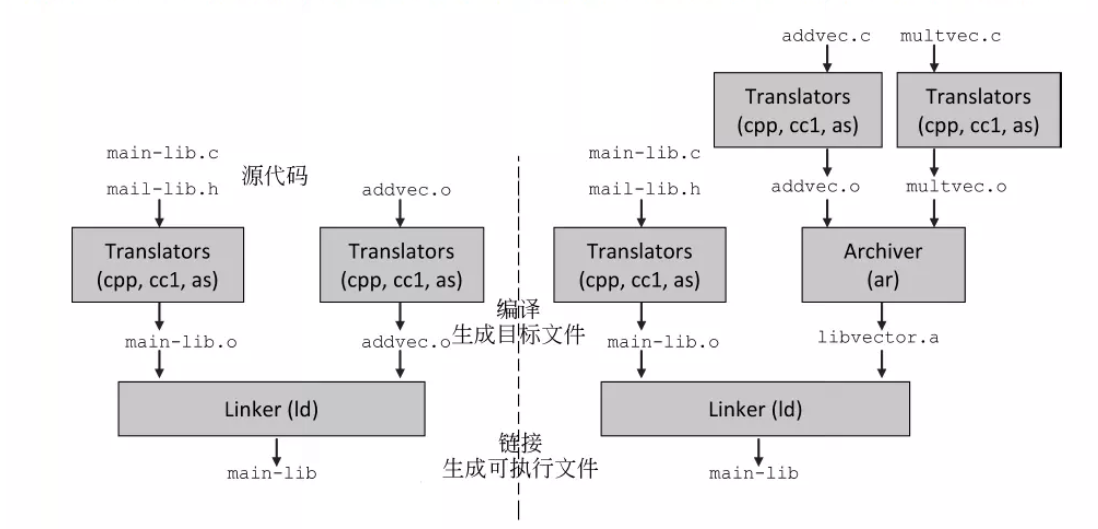 addvec.c multvec.c
Translators
(cpp, cc1, as)
Translators
(cpp, cc1, as)
main-lib.c
mail-lib.h
源代码
addvec.o
main-lib.c
mail-lib.h
addvec.o
multvec.o
Translators
(cpp, cc1, as)
Translators
(cpp, cc1, as)
Translators
(cpp, cc1, as)
Archiver
(ar)
编译
生成目标文件
main-lib.o
addvec.o
main-lib.o
libvector.a
Linker (ld)
Linker (ld)
链接
生成可执行文件
main-lib
main-lib